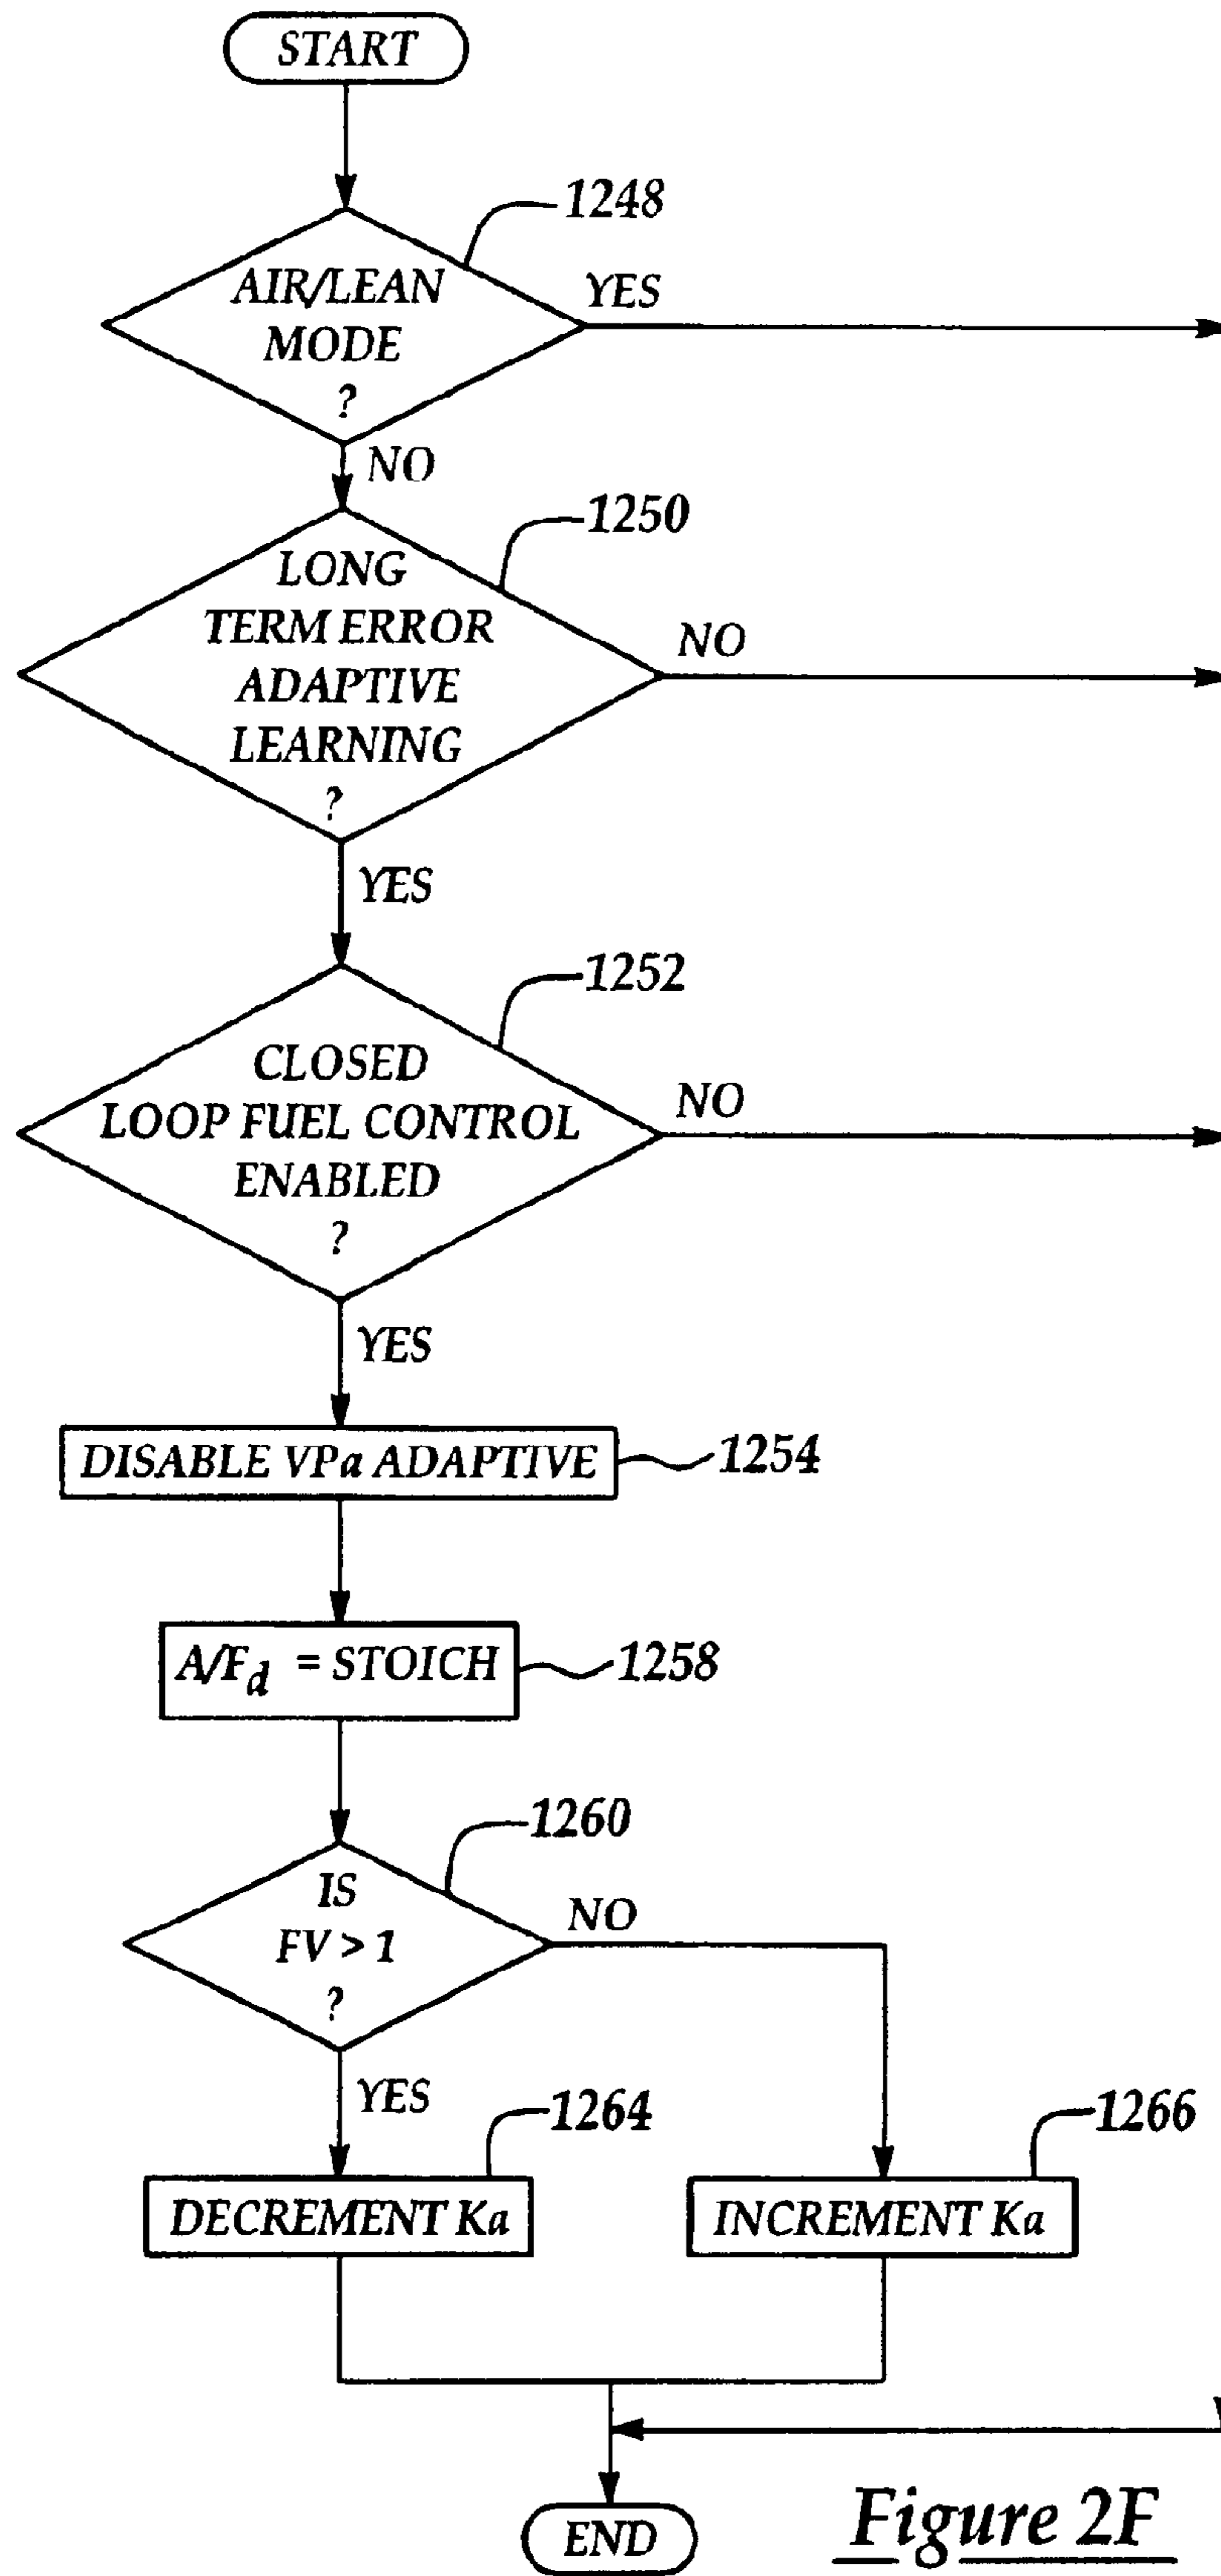 START
1248
AIR/LEAN
MODE
?
YES
NO
1250
LONG
TERM ERROR
ADAPTIVE
LEARNING
?
NO
YES
1252
CLOSED
LOOP FUEL CONTROL
ENABLED
?
NO
YES
DISABLE VPa ADAPTIVE
1254
A/Fd = STOICH
1258
1260
IS
FV > 1
?
NO
YES
1264
1266
DECREMENT Ka
INCREMENT Ka
END
Figure 2F